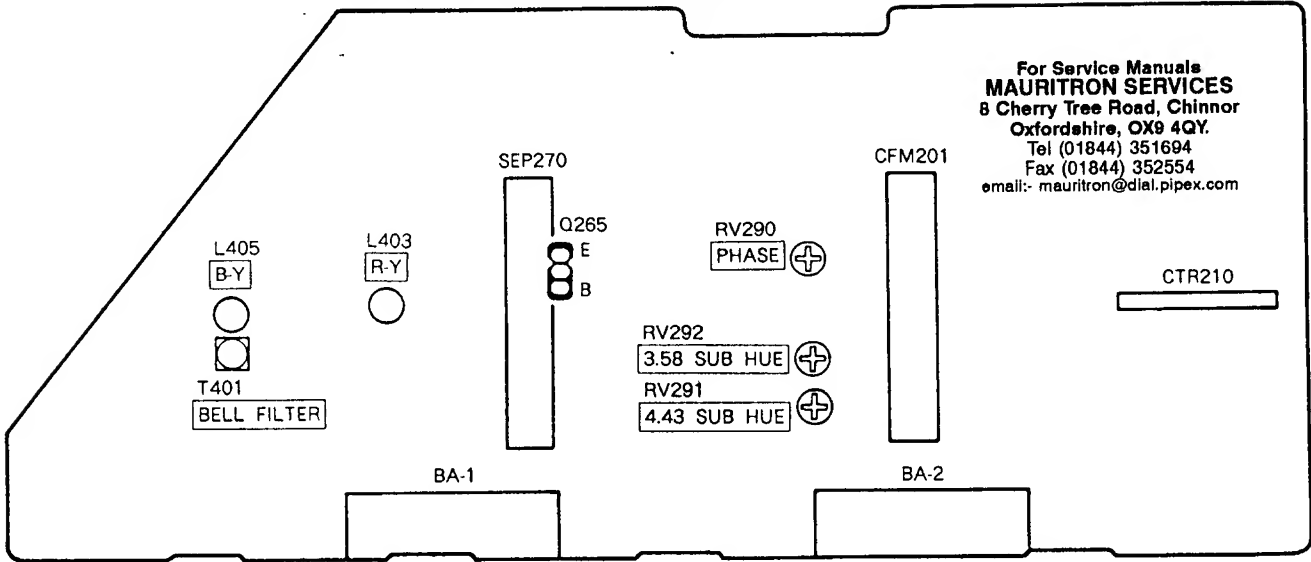 For Service Manuals
MAURITRON SERVICES
8 Cherry Tree Road, Chinnor
Oxfordshire, OX9 4QY.
Tel (01844) 351694
Fax (01844) 352554
email:- mauritron@dial.pipex.com
SEP270
CFM201
Q265
E
B
L405
B-Y
L403
R-Y
RV290
PHASE
CTR210
RV292
3.58 SUB HUE
T401
BELL FILTER
RV291
4.43 SUB HUE
BA-1
BA-2